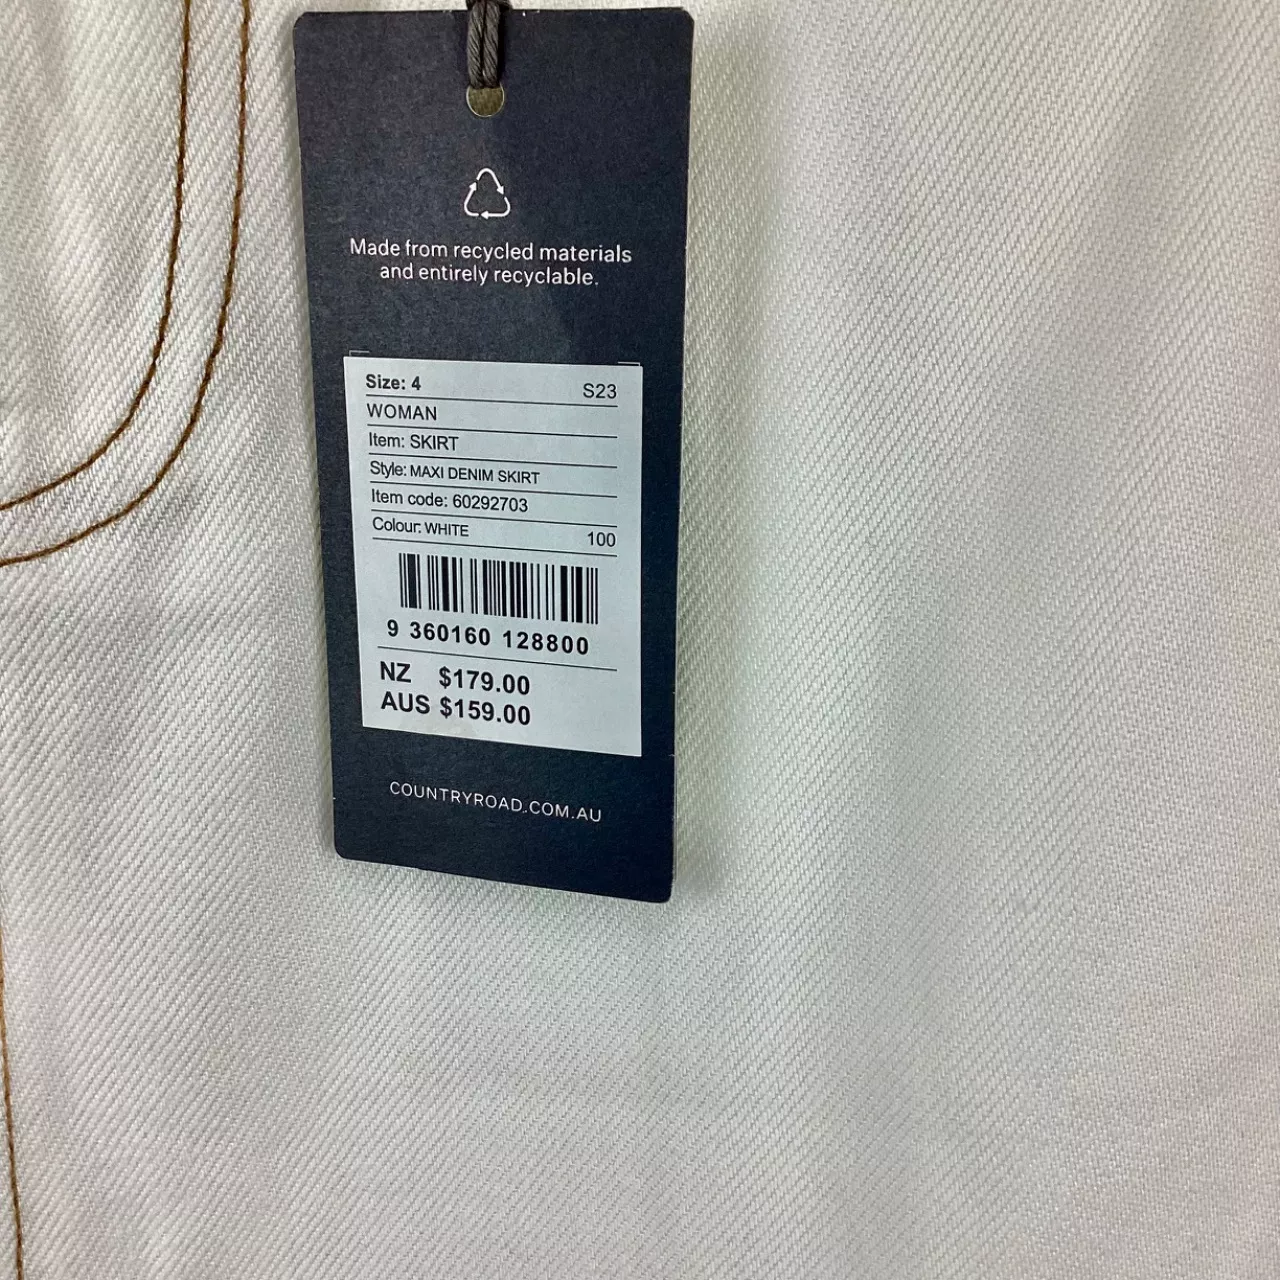 Made from recycled materials
and entirely recyclable.
Size: 4 S23
WOMAN
Item: SKIRT
Style: MAXI DENIM SKIRT
Item code: 60292703
Colour: WHITE 100
9 360160 128800
NZ $179.00
AUS $159.00
COUNTRYROAD.COM.AU